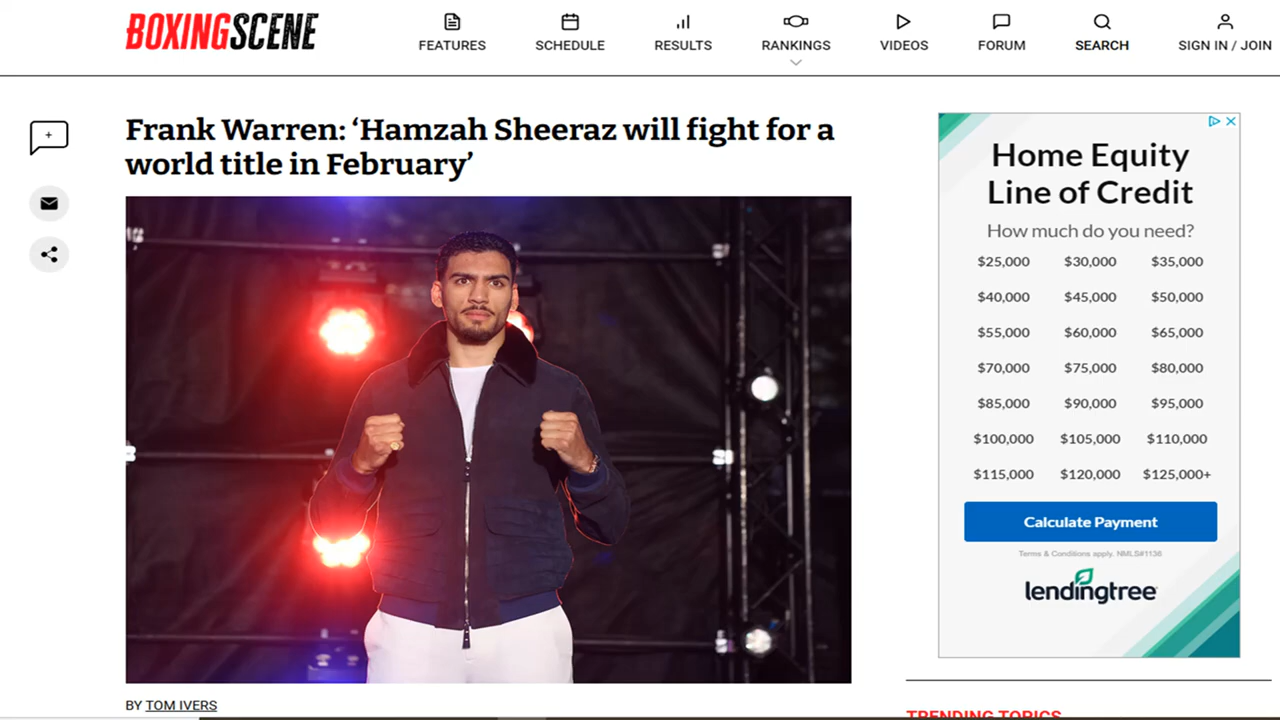 BOXINGSCENE
FEATURES
SCHEDULE
RESULTS
RANKINGS
VIDEOS
FORUM
SEARCH
SIGN IN / JOIN
Frank Warren: ‘Hamzah Sheeraz will fight for a
world title in February’
BY TOM IVERS
Home Equity
Line of Credit
How much do you need?
$25,000 $30,000 $35,000
$40,000 $45,000 $50,000
$55,000 $60,000 $65,000
$70,000 $75,000 $80,000
$85,000 $90,000 $95,000
$100,000 $105,000 $110,000
$115,000 $120,000 $125,000+
Calculate Payment
Terms & Conditions apply. NMLS#1136
lendingtree
TRENDING TOPICS